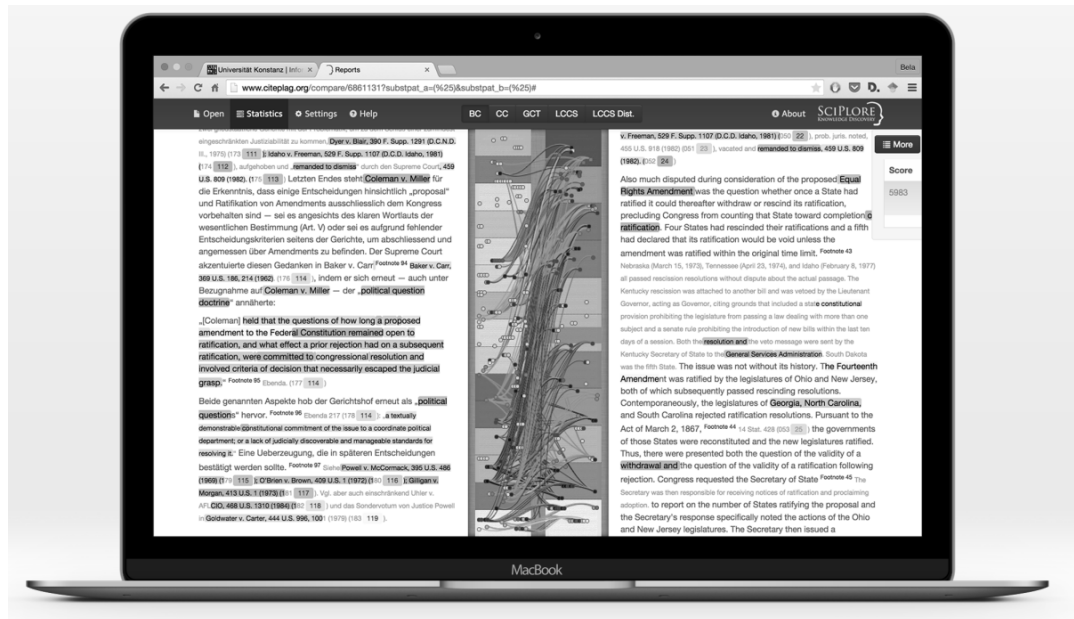 Universität Konstanz | Infor
Reports
Bela
www.citeplag.org/compare/6861131?substpat_a=(%25)&substpat_b=(%25)#
Open Statistics Settings Help
BC CC GCT LCCS LCCS Dist.
About
SCIPLORE
KNOWLEDGE DISCOVERY
eingeschränkten Justiziabilität zu kommen, Dyer v. Blair, 390 F. Supp. 1291 (D.C.N.D.
III., 1975) (173 111 ); Idaho v. Freeman, 529 F. Supp. 1107 (D.C.D. Idaho, 1981)
(174 112 ), aufgehoben und „remanded to dismiss" durch den Supreme Court, 459
U.S. 809 (1982). (175 113 ) Letzten Endes steht Coleman v. Miller für
die Erkenntnis, dass einige Entscheidungen hinsichtlich „proposal"
und Ratifikation von Amendments ausschliesslich dem Kongress
vorbehalten sind — sei es angesichts des klaren Wortlauts der
wesentlichen Bestimmung (Art. V) oder sei es aufgrund fehlender
Entscheidungskriterien seitens der Gerichte, um abschliessend und
angemessen über Amendments zu befinden. Der Supreme Court
akzentuierte diesen Gedanken in Baker v. Carr Footnote 94 Baker v. Carr,
369 U.S. 186, 214 (1962). (176 114 ), indem er sich erneut — auch unter
Bezugnahme auf Coleman v. Miller — der „political question
doctrine" annäherte:
„[Coleman] held that the questions of how long a proposed
amendment to the Federal Constitution remained open to
ratification, and what effect a prior rejection had on a subsequent
ratification, were committed to congressional resolution and
involved criteria of decision that necessarily escaped the judicial
grasp." Footnote 95 Ebenda. (177 114 )
Beide genannten Aspekte hob der Gerichtshof erneut als „political
questions" hervor. Footnote 96 Ebenda 217 (178 114 ) „a textually
demonstrable constitutional commitment of the issue to a coordinate political
department; or a lack of judicially discoverable and manageable standards for
resolving it." Eine Ueberzeugung, die in späteren Entscheidungen
bestätigt werden sollte. Footnote 97 Siehe Powell v. McCormack, 395 U.S. 486
(1969) (179 115 ); O'Brien v. Brown, 409 U.S. 1 (1972) (180 116 ); Gilligan v.
Morgan, 413 U.S. 1 (1973) (181 117 ). Vgl. aber auch einschränkend Uhler v.
AFL CIO, 468 U.S. 1310 (1984) (182 118 ) und das Sondervotum von Justice Powell
in Goldwater v. Carter, 444 U.S. 996, 1001 (1979) (183 119 ).
v. Freeman, 529 F. Supp. 1107 (D.C.D. Idaho, 1981) (050 22 ), prob. juris. noted,
455 U.S. 918 (1982) (051 23 ), vacated and remanded to dismiss, 459 U.S. 809
(1982). (052 24 )
Also much disputed during consideration of the proposed Equal
Rights Amendment was the question whether once a State had
ratified it could thereafter withdraw or rescind its ratification,
precluding Congress from counting that State toward completion o
ratification. Four States had rescinded their ratifications and a fifth
had declared that its ratification would be void unless the
amendment was ratified within the original time limit. Footnote 43
Nebraska (March 15, 1973), Tennessee (April 23, 1974), and Idaho (February 8, 1977)
all passed rescission resolutions without dispute about the actual passage. The
Kentucky rescission was attached to another bill and was vetoed by the Lieutenant
Governor, acting as Governor, citing grounds that included a state constitutional
provision prohibiting the legislature from passing a law dealing with more than one
subject and a senate rule prohibiting the introduction of new bills within the last ten
days of a session. Both the resolution and the veto message were sent by the
Kentucky Secretary of State to the General Services Administration. South Dakota
was the fifth State. The issue was not without its history. The Fourteenth
Amendment was ratified by the legislatures of Ohio and New Jersey,
both of which subsequently passed rescinding resolutions.
Contemporaneously, the legislatures of Georgia, North Carolina,
and South Carolina rejected ratification resolutions. Pursuant to the
Act of March 2, 1867, Footnote 44 14 Stat. 428 (053 25 ) the governments
of those States were reconstituted and the new legislatures ratified.
Thus, there were presented both the question of the validity of a
withdrawal and the question of the validity of a ratification following
rejection. Congress requested the Secretary of State Footnote 45 The
Secretary was then responsible for receiving notices of ratification and proclaiming
adoption. to report on the number of States ratifying the proposal and
the Secretary's response specifically noted the actions of the Ohio
and New Jersey legislatures. The Secretary then issued a
More
Score
5983
MacBook